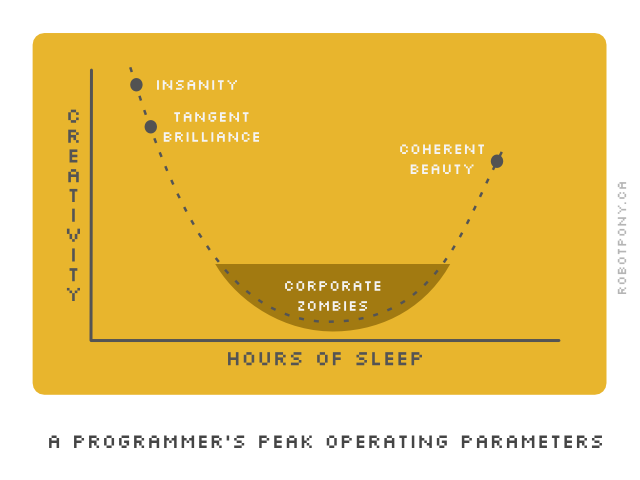 INSANITY
TANGENT
BRILLIANCE
COHERENT
BEAUTY
CREATIVITY
CORPORATE
ZOMBIES
HOURS OF SLEEP
ROBOTPONY.CA
A PROGRAMMER'S PEAK OPERATING PARAMETERS